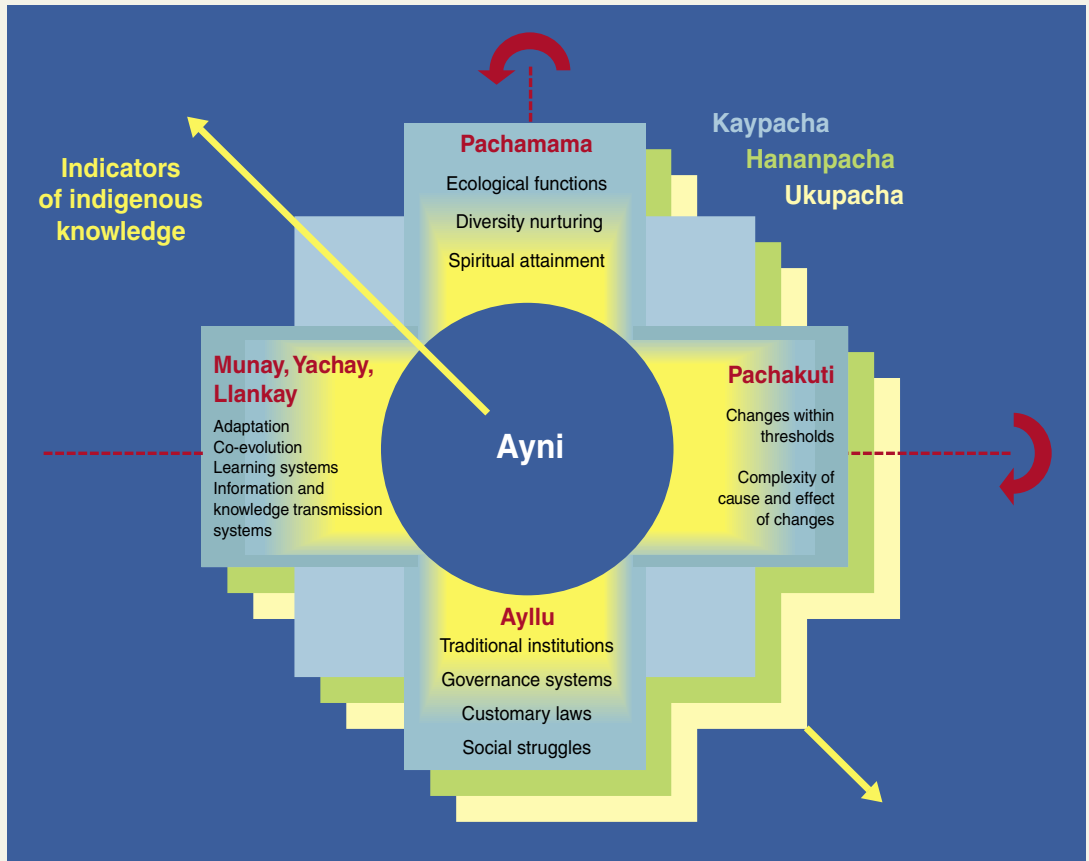 Indicators
of indigenous
knowledge
Kaypacha
Hananpacha
Ukupacha
Pachamama
Ecological functions
Diversity nurturing
Spiritual attainment
Munay, Yachay,
Llankay
Adaptation
Co-evolution
Learning systems
Information and
knowledge transmission
systems
Ayni
Pachakuti
Changes within
thresholds
Complexity of
cause and effect
of changes
Ayllu
Traditional institutions
Governance systems
Customary laws
Social struggles